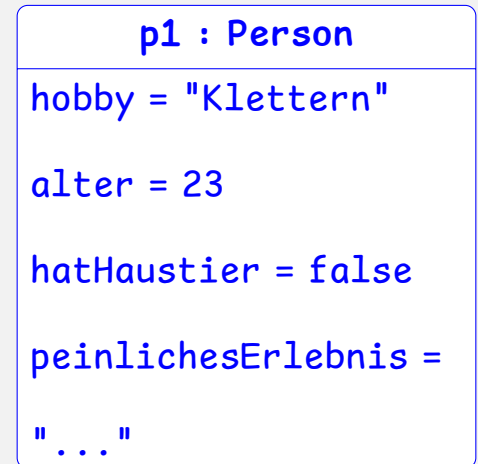 p1 : Person
hobby = "Klettern"
alter = 23
hatHaustier = false
peinlichesErlebnis =
"..."